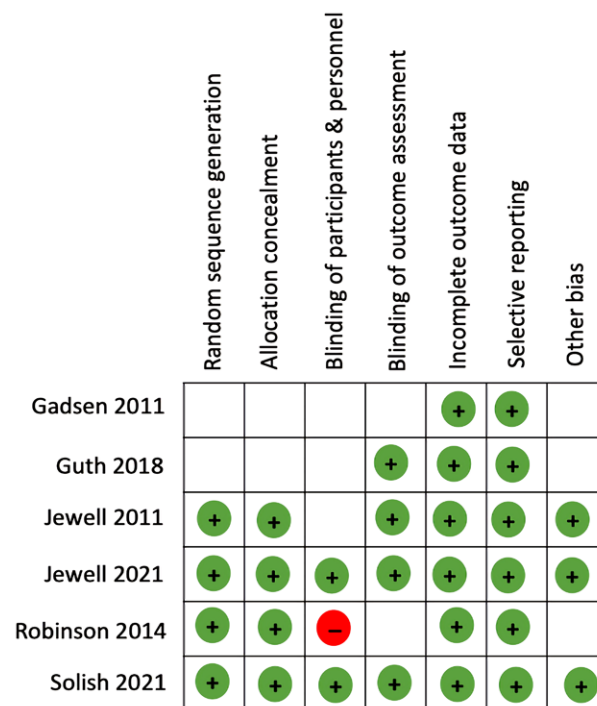 Random sequence generation
Allocation concealment
Blinding of participants & personnel
Blinding of outcome assessment
Incomplete outcome data
Selective reporting
Other bias
Gadsen 2011 + +
Guth 2018 + + +
Jewell 2011 + + + + + +
Jewell 2021 + + + + + + +
Robinson 2014 + + − + +
Solish 2021 + + + + + + +